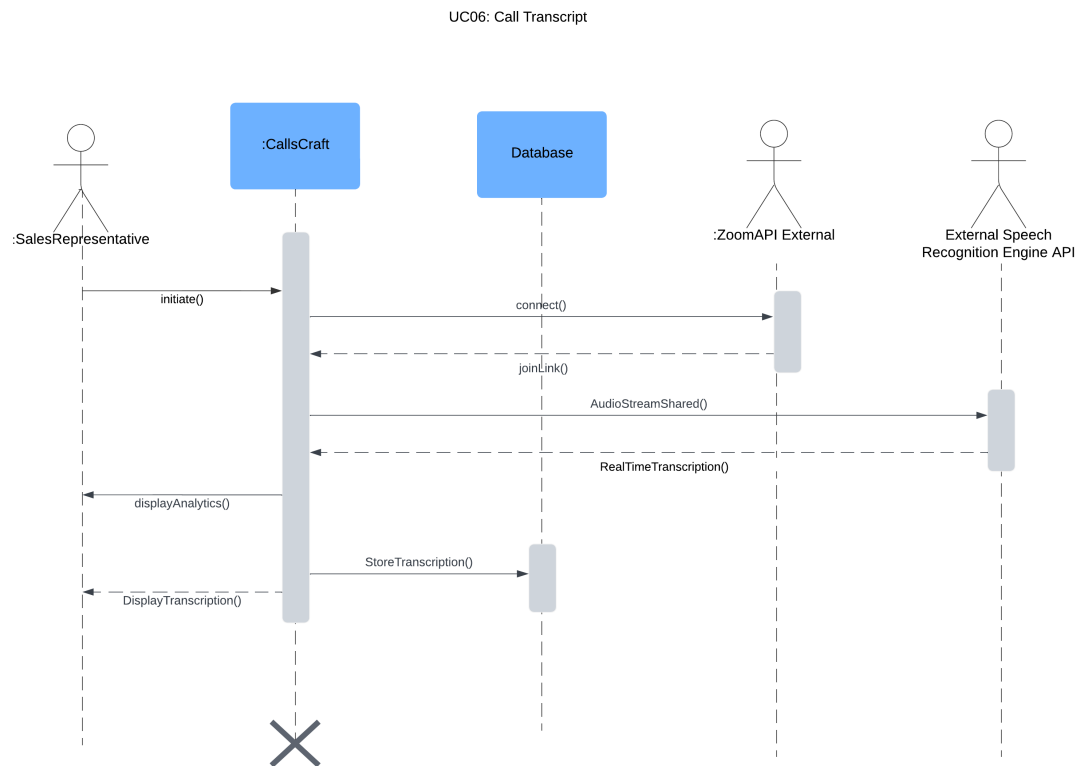 UC06: Call Transcript
:CallsCraft
Database
:SalesRepresentative
:ZoomAPI External
External Speech
Recognition Engine API
initiate()
connect()
joinLink()
AudioStreamShared()
RealTimeTranscription()
displayAnalytics()
StoreTranscription()
DisplayTranscription()